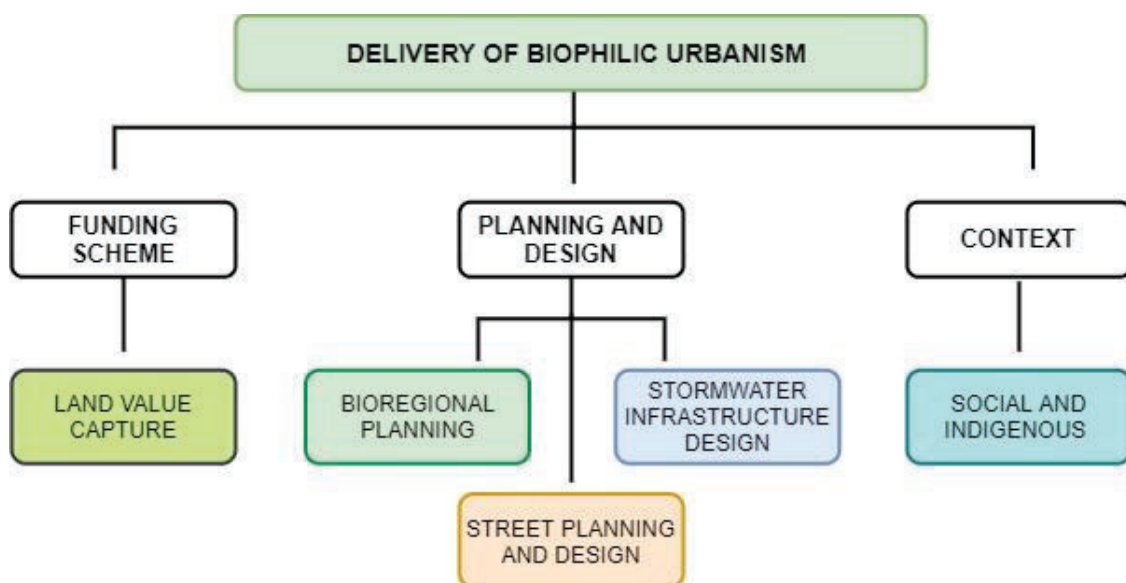 DELIVERY OF BIOPHILIC URBANISM
FUNDING
SCHEME
PLANNING AND
DESIGN
CONTEXT
LAND VALUE
CAPTURE
BIOREGIONAL
PLANNING
STORMWATER
INFRASTRUCTURE
DESIGN
SOCIAL AND
INDIGENOUS
STREET PLANNING
AND DESIGN